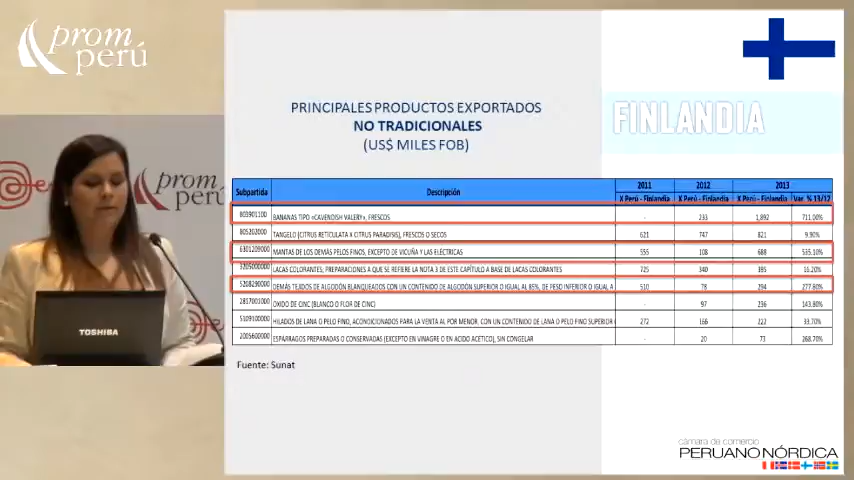 prom
perú
prom
perú
TOSHIBA
PRINCIPALES PRODUCTOS EXPORTADOS
NO TRADICIONALES
(US$ MILES FOB)
FINLANDIA
Subpartida Descripción 2011 2012 2013
X Perú - Finlandia X Perú - Finlandia X Perú - Finlandia Var. % 13/12
803901100 BANANAS TIPO «CAVENDISH VALERY», FRESCOS - 233 1,892 711.00%
805202000 TANGELO (CITRUS RETICULATA X CITRUS PARADISIS), FRESCOS O SECOS 621 747 821 9.90%
6301209000 MANTAS DE LOS DEMÁS PELOS FINOS, EXCEPTO DE VICUÑA Y LAS ELÉCTRICAS 555 108 688 535.10%
3205000000 LACAS COLORANTES; PREPARACIONES A QUE SE REFIERE LA NOTA 3 DE ESTE CAPÍTULO A BASE DE LACAS COLORANTES 725 340 395 16.20%
5208290000 DEMÁS TEJIDOS DE ALGODÓN BLANQUEADOS CON UN CONTENIDO DE ALGODÓN SUPERIOR O IGUAL AL 85%, DE PESO INFERIOR O IGUAL A 510 78 294 277.80%
2817001000 OXIDO DE CINC (BLANCO O FLOR DE CINC) - 97 236 143.80%
5109100000 HILADOS DE LANA O PELO FINO, ACONDICIONADOS PARA LA VENTA AL POR MENOR, CON UN CONTENIDO DE LANA O PELO FINO SUPERIOR 272 166 222 33.70%
2005600000 ESPÁRRAGOS PREPARADAS O CONSERVADAS (EXCEPTO EN VINAGRE O EN ACIDO ACETICO), SIN CONGELAR - 20 73 268.70%
Fuente: Sunat
cámara de comercio
PERUANO NÓRDICA